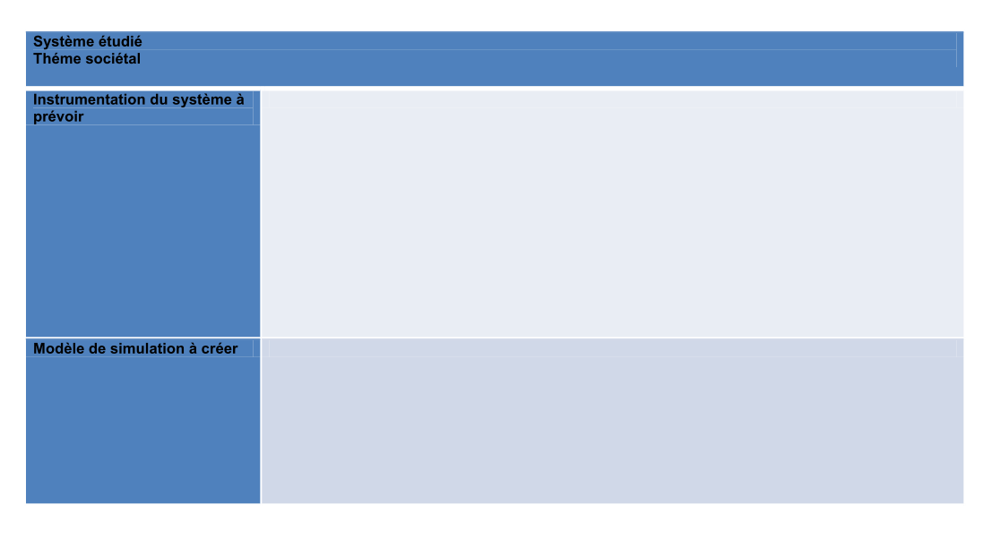 Système étudié
Théme sociétal
Instrumentation du système à
prévoir
Modèle de simulation à créer